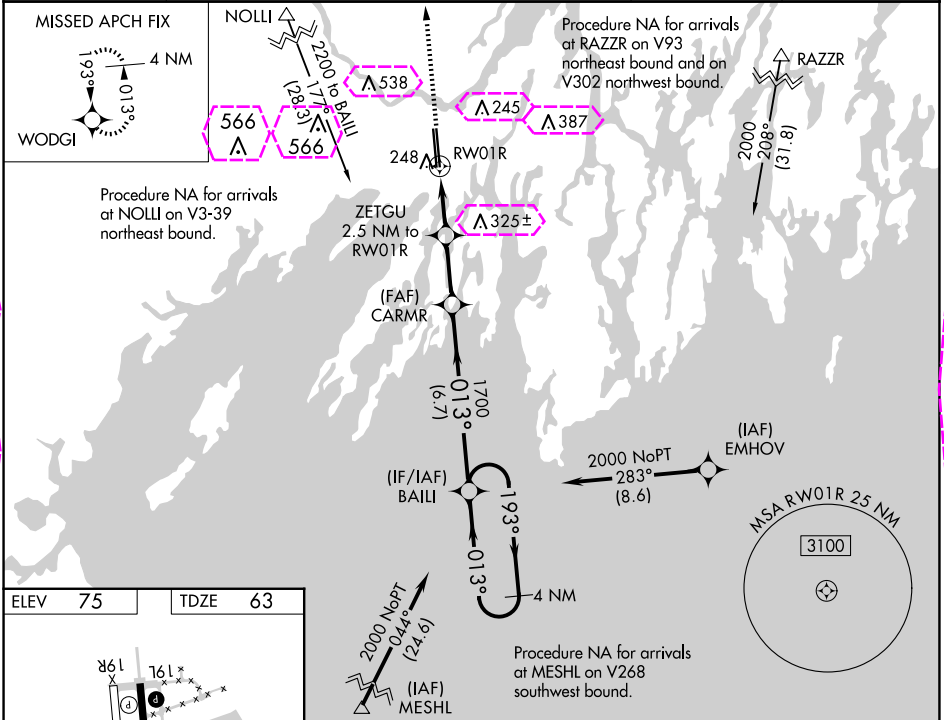 MISSED APCH FIX
4 NM
193°
013°
WODGI
NOLLI
2200 to BAILI
177°
(28.3)
566
566
538
245
387
248
RW01R
Procedure NA for arrivals
at RAZZR on V93
northeast bound and on
V302 northwest bound.
RAZZR
2000
208°
(31.8)
Procedure NA for arrivals
at NOLLI on V3-39
northeast bound.
ZETGU
2.5 NM to
RW01R
325±
(FAF)
CARMR
1700
013°
(6.7)
(IF/IAF)
BAILI
193°
013°
4 NM
2000 NoPT
283°
(8.6)
(IAF)
EMHOV
MSA RW01R 25 NM
3100
2000 NoPT
044°
(24.6)
(IAF)
MESHL
Procedure NA for arrivals
at MESHL on V268
southwest bound.
ELEV 75
TDZE 63
19R
19L
P
P